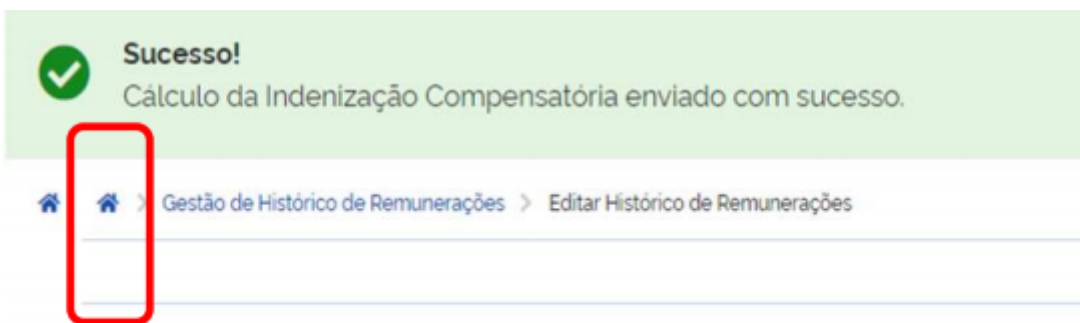 Sucesso!
Cálculo da Indenização Compensatória enviado com sucesso.
> Gestão de Histórico de Remunerações > Editar Histórico de Remunerações